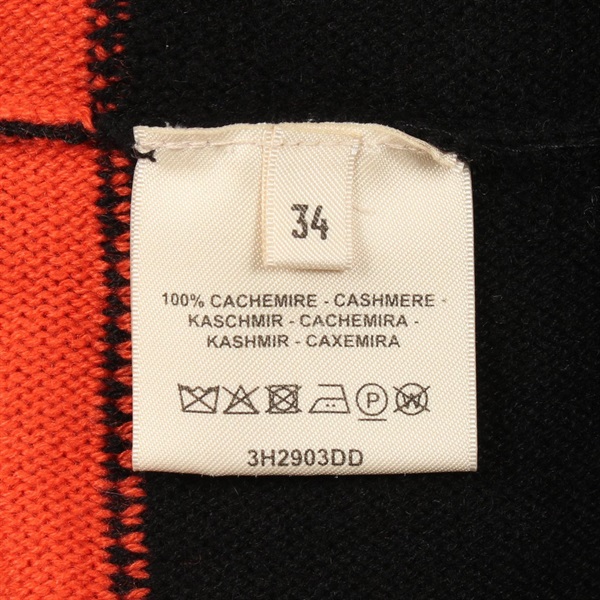 34
100% CACHEMIRE - CASHMERE -
KASCHMIR - CACHEMIRA -
KASHMIR - CAXEMIRA
P W
3H2903DD